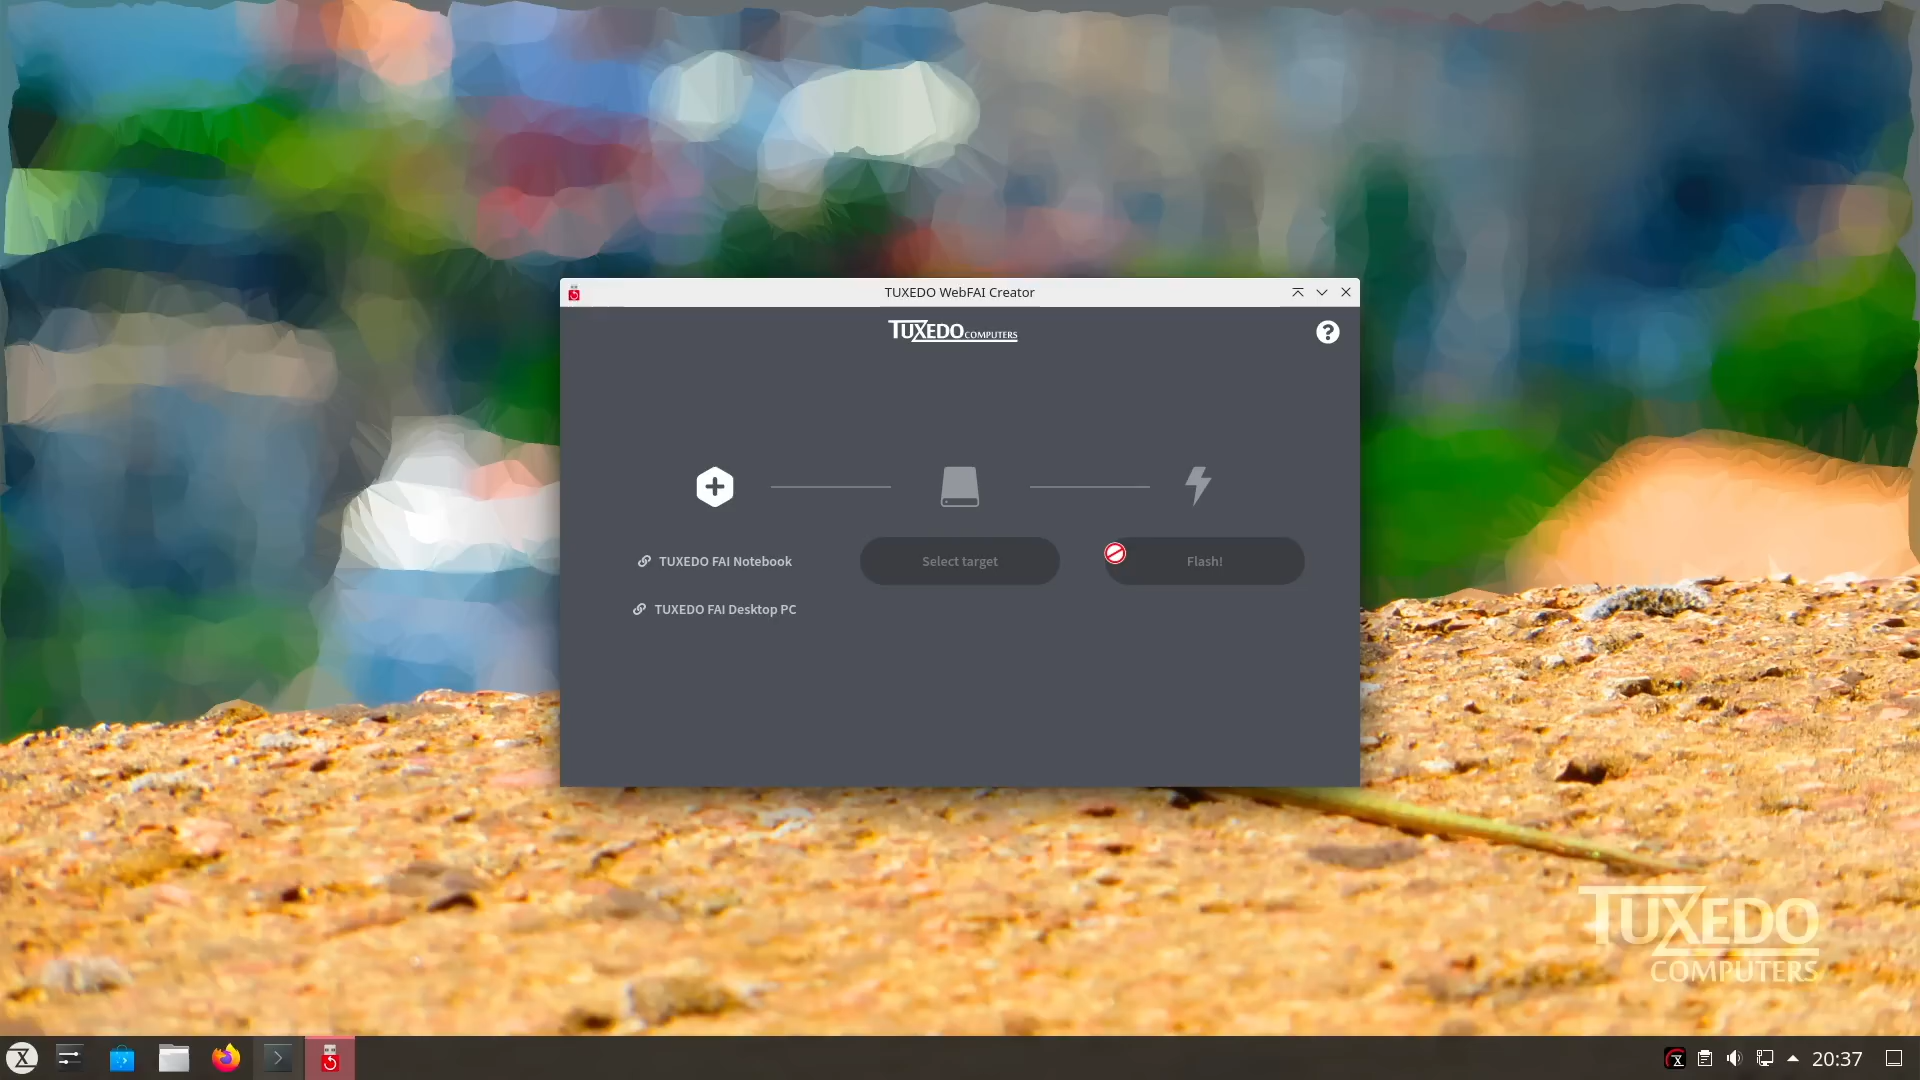 TUXEDO WebFAI Creator
TUXEDO COMPUTERS
TUXEDO FAI Notebook
Select target
Flash!
TUXEDO FAI Desktop PC
TUXEDO
COMPUTERS
20:37